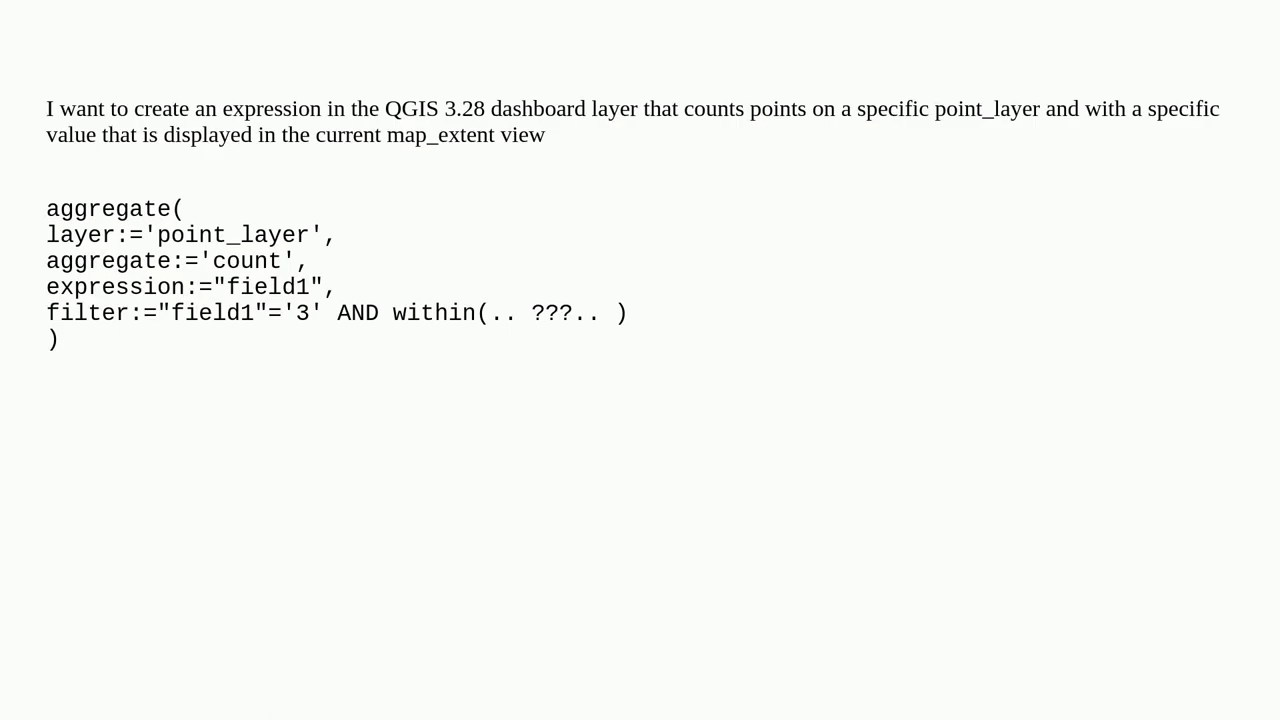 I want to create an expression in the QGIS 3.28 dashboard layer that counts points on a specific point_layer and with a specific
value that is displayed in the current map_extent view
aggregate(
layer:='point_layer',
aggregate:='count',
expression:="field1",
filter:="field1"='3' AND within(.. ???.. )
)